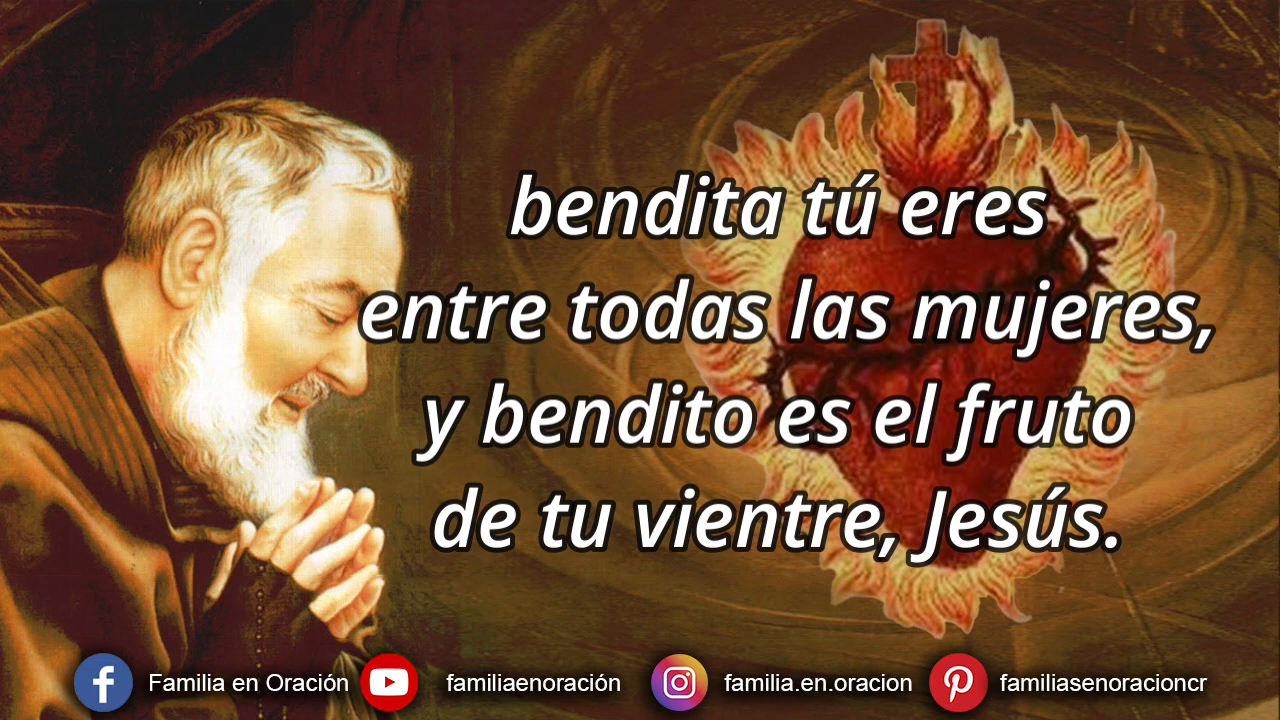 bendita tú eres
entre todas las mujeres,
y bendito es el fruto
de tu vientre, Jesús.
Familia en Oración familiaenoración familia.en.oracion familiasenoracioncr